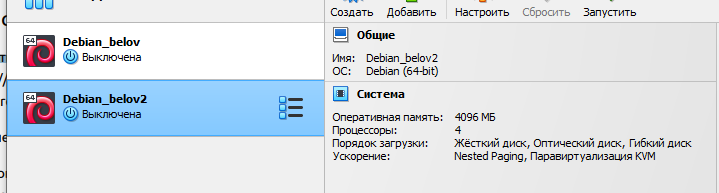 Создать Добавить Настроить Сбросить Запустить
64
Debian_belov
Выключена
64
Debian_belov2
Выключена
Общие
Имя: Debian_belov2
ОС: Debian (64-bit)
Система
Оперативная память: 4096 МБ
Процессоры: 4
Порядок загрузки: Жёсткий диск, Оптический диск, Гибкий диск
Ускорение: Nested Paging, Паравиртуализация KVM